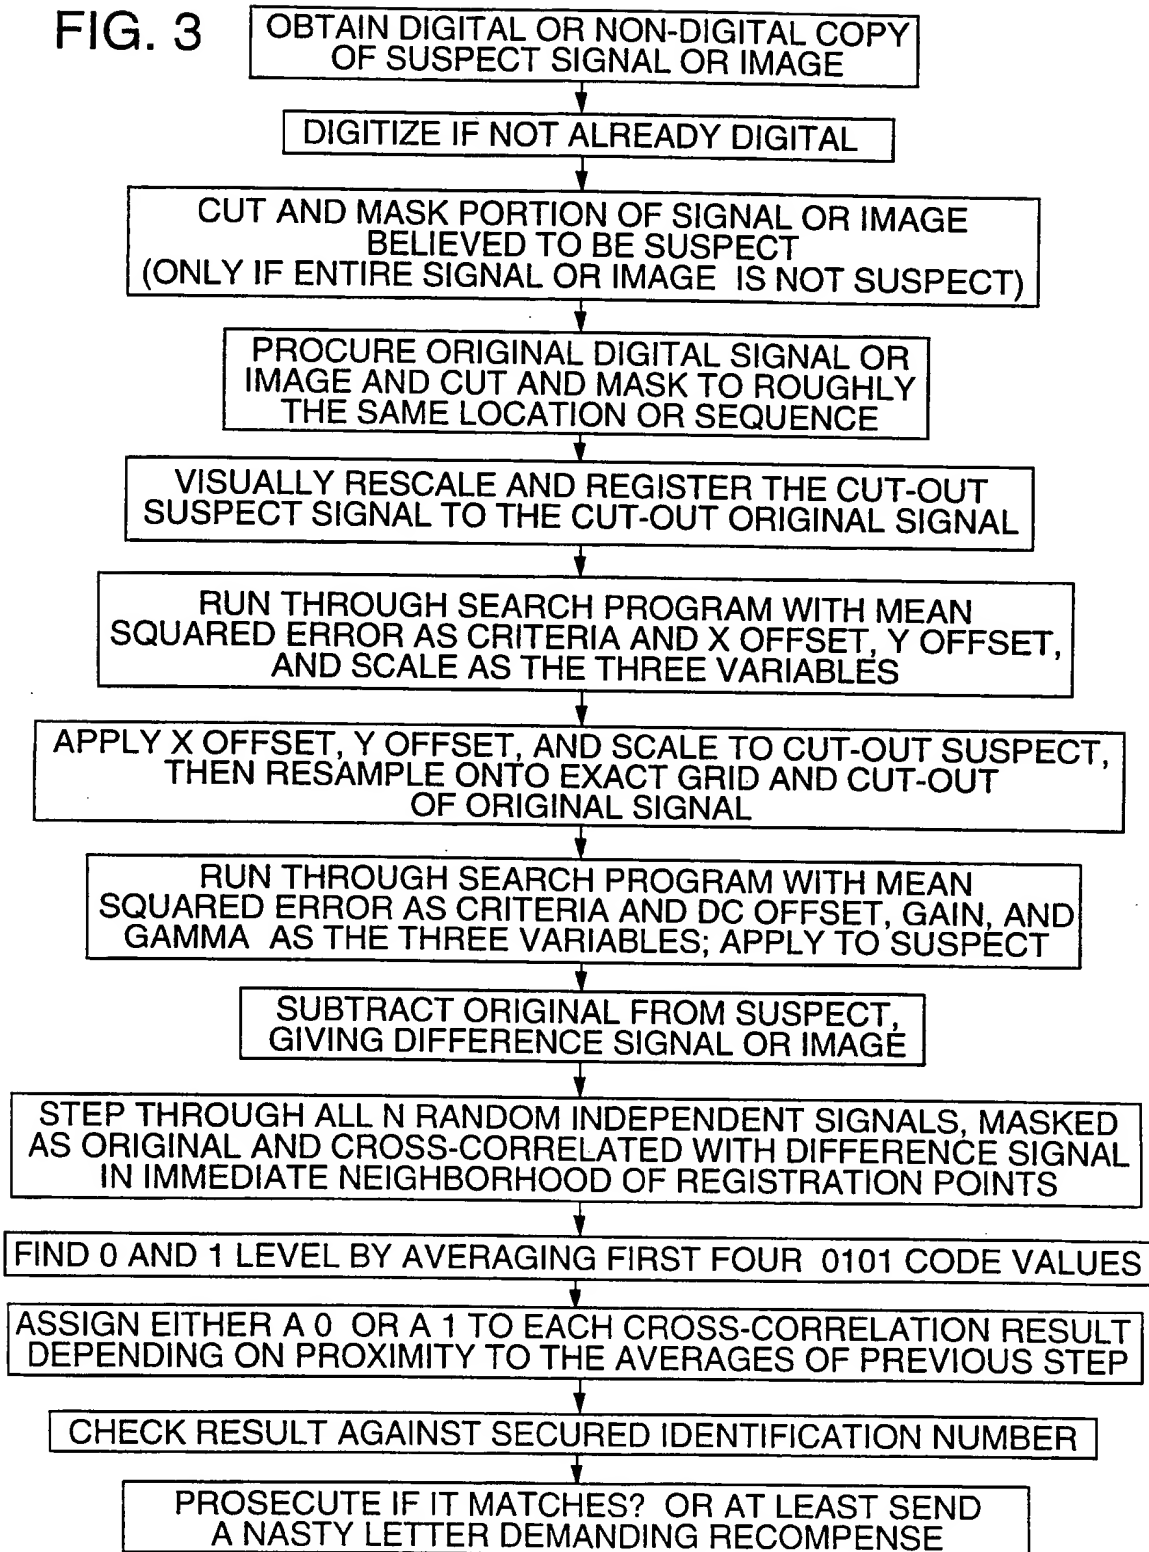 FIG. 3
OBTAIN DIGITAL OR NON-DIGITAL COPY
OF SUSPECT SIGNAL OR IMAGE
DIGITIZE IF NOT ALREADY DIGITAL
CUT AND MASK PORTION OF SIGNAL OR IMAGE
BELIEVED TO BE SUSPECT
(ONLY IF ENTIRE SIGNAL OR IMAGE IS NOT SUSPECT)
PROCURE ORIGINAL DIGITAL SIGNAL OR
IMAGE AND CUT AND MASK TO ROUGHLY
THE SAME LOCATION OR SEQUENCE
VISUALLY RESCALE AND REGISTER THE CUT-OUT
SUSPECT SIGNAL TO THE CUT-OUT ORIGINAL SIGNAL
RUN THROUGH SEARCH PROGRAM WITH MEAN
SQUARED ERROR AS CRITERIA AND X OFFSET, Y OFFSET,
AND SCALE AS THE THREE VARIABLES
APPLY X OFFSET, Y OFFSET, AND SCALE TO CUT-OUT SUSPECT,
THEN RESAMPLE ONTO EXACT GRID AND CUT-OUT
OF ORIGINAL SIGNAL
RUN THROUGH SEARCH PROGRAM WITH MEAN
SQUARED ERROR AS CRITERIA AND DC OFFSET, GAIN, AND
GAMMA AS THE THREE VARIABLES; APPLY TO SUSPECT
SUBTRACT ORIGINAL FROM SUSPECT,
GIVING DIFFERENCE SIGNAL OR IMAGE
STEP THROUGH ALL N RANDOM INDEPENDENT SIGNALS, MASKED
AS ORIGINAL AND CROSS-CORRELATED WITH DIFFERENCE SIGNAL
IN IMMEDIATE NEIGHBORHOOD OF REGISTRATION POINTS
FIND 0 AND 1 LEVEL BY AVERAGING FIRST FOUR 0101 CODE VALUES
ASSIGN EITHER A 0 OR A 1 TO EACH CROSS-CORRELATION RESULT
DEPENDING ON PROXIMITY TO THE AVERAGES OF PREVIOUS STEP
CHECK RESULT AGAINST SECURED IDENTIFICATION NUMBER
PROSECUTE IF IT MATCHES? OR AT LEAST SEND
A NASTY LETTER DEMANDING RECOMPENSE